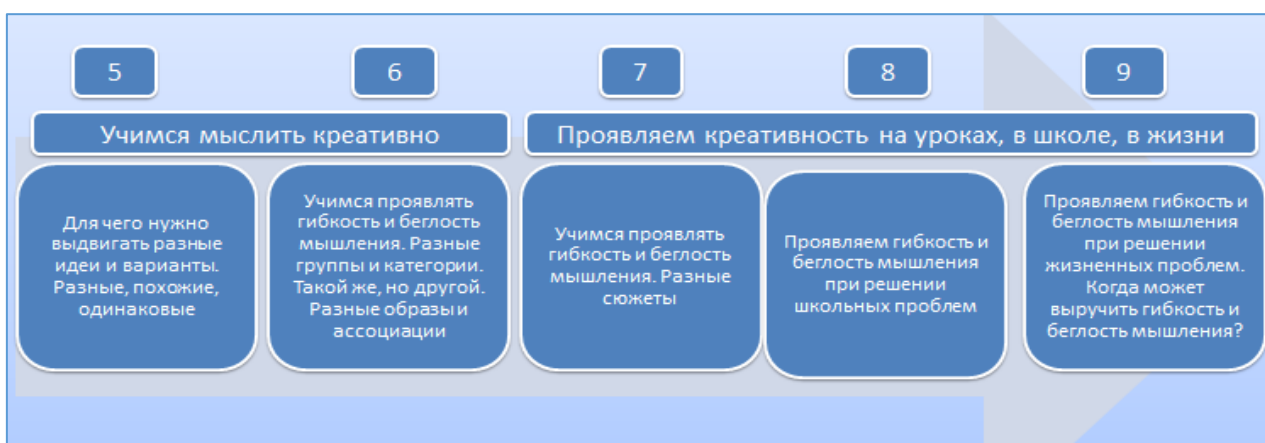 5
6
7
8
9
Учимся мыслить креативно
Проявляем креативность на уроках, в школе, в жизни
Для чего нужно
выдвигать разные
идеи и варианты.
Разные, похожие,
одинаковые
Учимся проявлять
гибкость и беглость
мышления. Разные
группы и категории.
Такой же, но другой.
Разные образы и
ассоциации
Учимся проявлять
гибкость и беглость
мышления. Разные
сюжеты
Проявляем гибкость и
беглость мышления
при решении
школьных проблем
Проявляем гибкость и
беглость мышления
при решении
жизненных проблем.
Когда может
выручить гибкость и
беглость мышления?